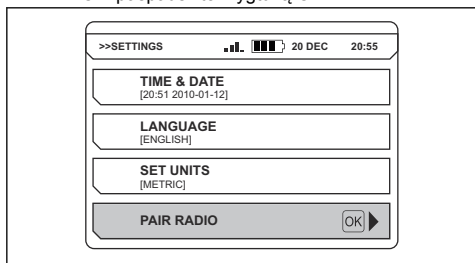 >>SETTINGS 20 DEC 20:55
TIME & DATE
[20:51 2010-01-12]
LANGUAGE
[ENGLISH]
SET UNITS
[METRIC]
PAIR RADIO OK